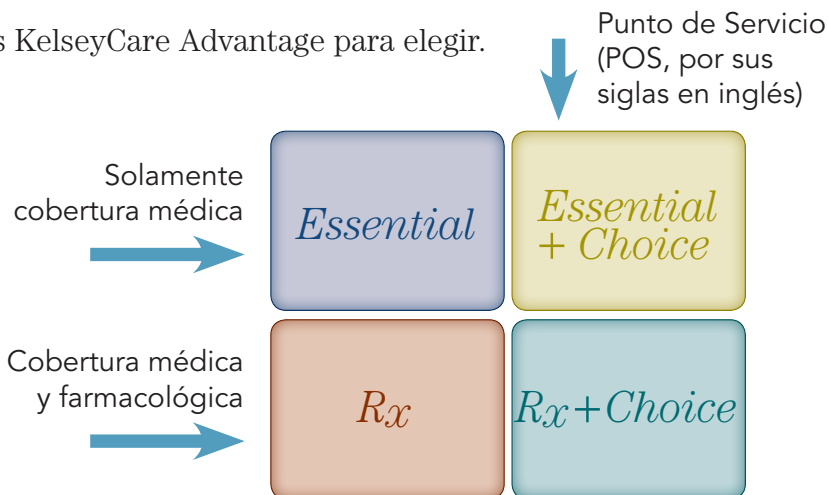 s KelseyCare Advantage para elegir.
Punto de Servicio
(POS, por sus
siglas en inglés)
Solamente
cobertura médica
Essential
Essential
+ Choice
Cobertura médica
y farmacológica
Rx
Rx+Choice